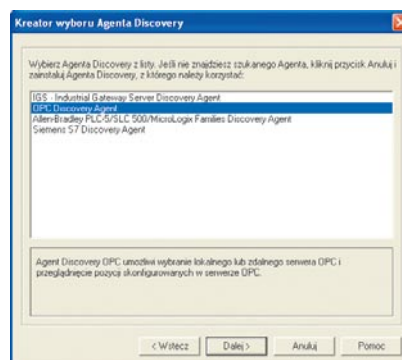 Kreator wyboru Agenta Discovery
Wybierz Agenta Discovery z listy. Jeśli nie znajdziesz szukanego Agenta, kliknij przycisk Anuluj i
zainstaluj Agenta Discovery, z którego należy korzystać:
IGS - Industrial Gateway Server Discovery Agent
OPC Discovery Agent
Allen-Bradley PLC-5/SLC 500/MicroLogix Families Discovery Agent
Siemens S7 Discovery Agent
Agent Discovery OPC umożliwi wybranie lokalnego lub zdalnego serwera OPC i
przeglądnięcie pozycji skonfigurowanych w serwerze OPC.
< Wstecz Dalej > Anuluj Pomoc